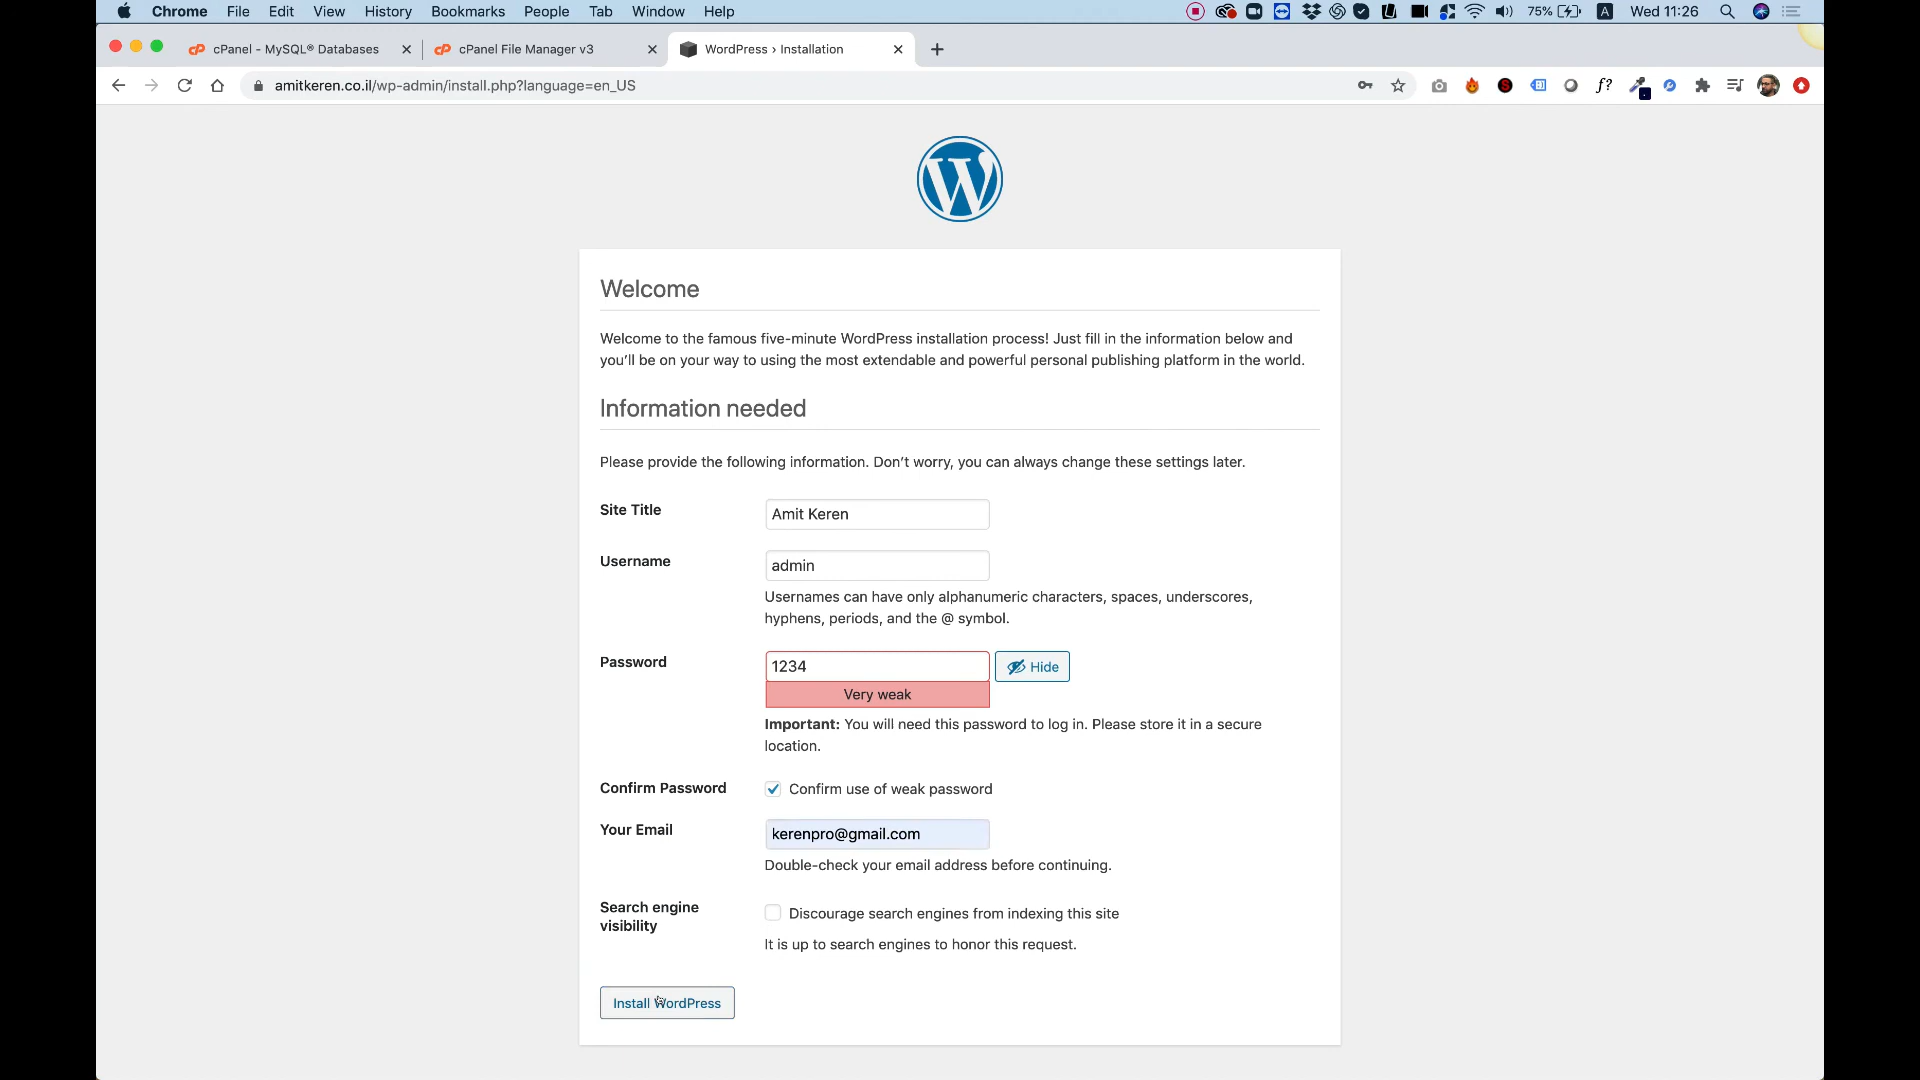 Chrome File Edit View History Bookmarks People Tab Window Help 75% A Wed 11:26
cPanel - MySQL® Databases cPanel File Manager v3 WordPress › Installation
amitkeren.co.il/wp-admin/install.php?language=en_US
Welcome
Welcome to the famous five-minute WordPress installation process! Just fill in the information below and
you’ll be on your way to using the most extendable and powerful personal publishing platform in the world.
Information needed
Please provide the following information. Don’t worry, you can always change these settings later.
Site Title Amit Keren
Username admin
Usernames can have only alphanumeric characters, spaces, underscores,
hyphens, periods, and the @ symbol.
Password 1234 Hide
Very weak
Important: You will need this password to log in. Please store it in a secure
location.
Confirm Password Confirm use of weak password
Your Email kerenpro@gmail.com
Double-check your email address before continuing.
Search engine
visibility
Discourage search engines from indexing this site
It is up to search engines to honor this request.
Install WordPress